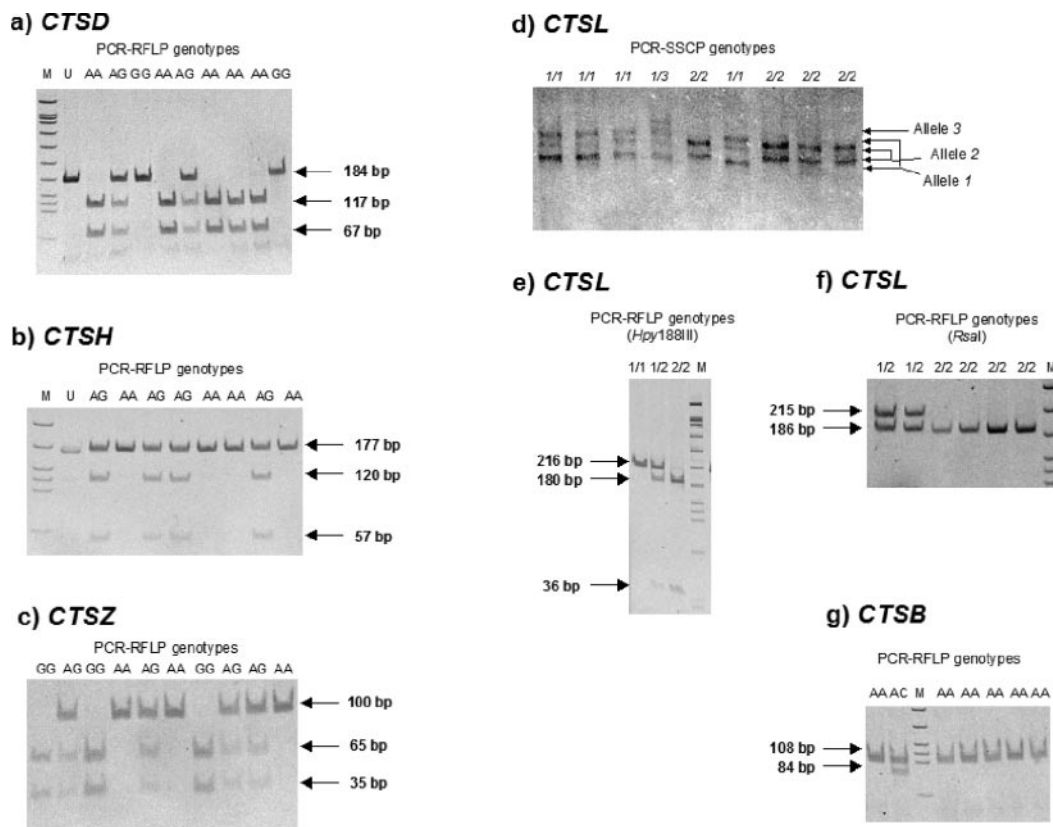 a) CTSD
PCR-RFLP genotypes
M U AA AG GG AA AG AA AA AA GG
184 bp
117 bp
67 bp
b) CTSH
PCR-RFLP genotypes
M U AG AA AG AG AA AA AG AA
177 bp
120 bp
57 bp
c) CTSZ
PCR-RFLP genotypes
GG AG GG AA AG AA GG AG AG AA
100 bp
65 bp
35 bp
d) CTSL
PCR-SSCP genotypes
1/1 1/1 1/1 1/3 2/2 1/1 2/2 2/2 2/2
Allele 3
Allele 2
Allele 1
e) CTSL
PCR-RFLP genotypes
(Hpy188III)
1/1 1/2 2/2 M
216 bp
180 bp
36 bp
f) CTSL
PCR-RFLP genotypes
(RsaI)
1/2 1/2 2/2 2/2 2/2 2/2 M
215 bp
186 bp
g) CTSB
PCR-RFLP genotypes
AA AC M AA AA AA AA AA
108 bp
84 bp